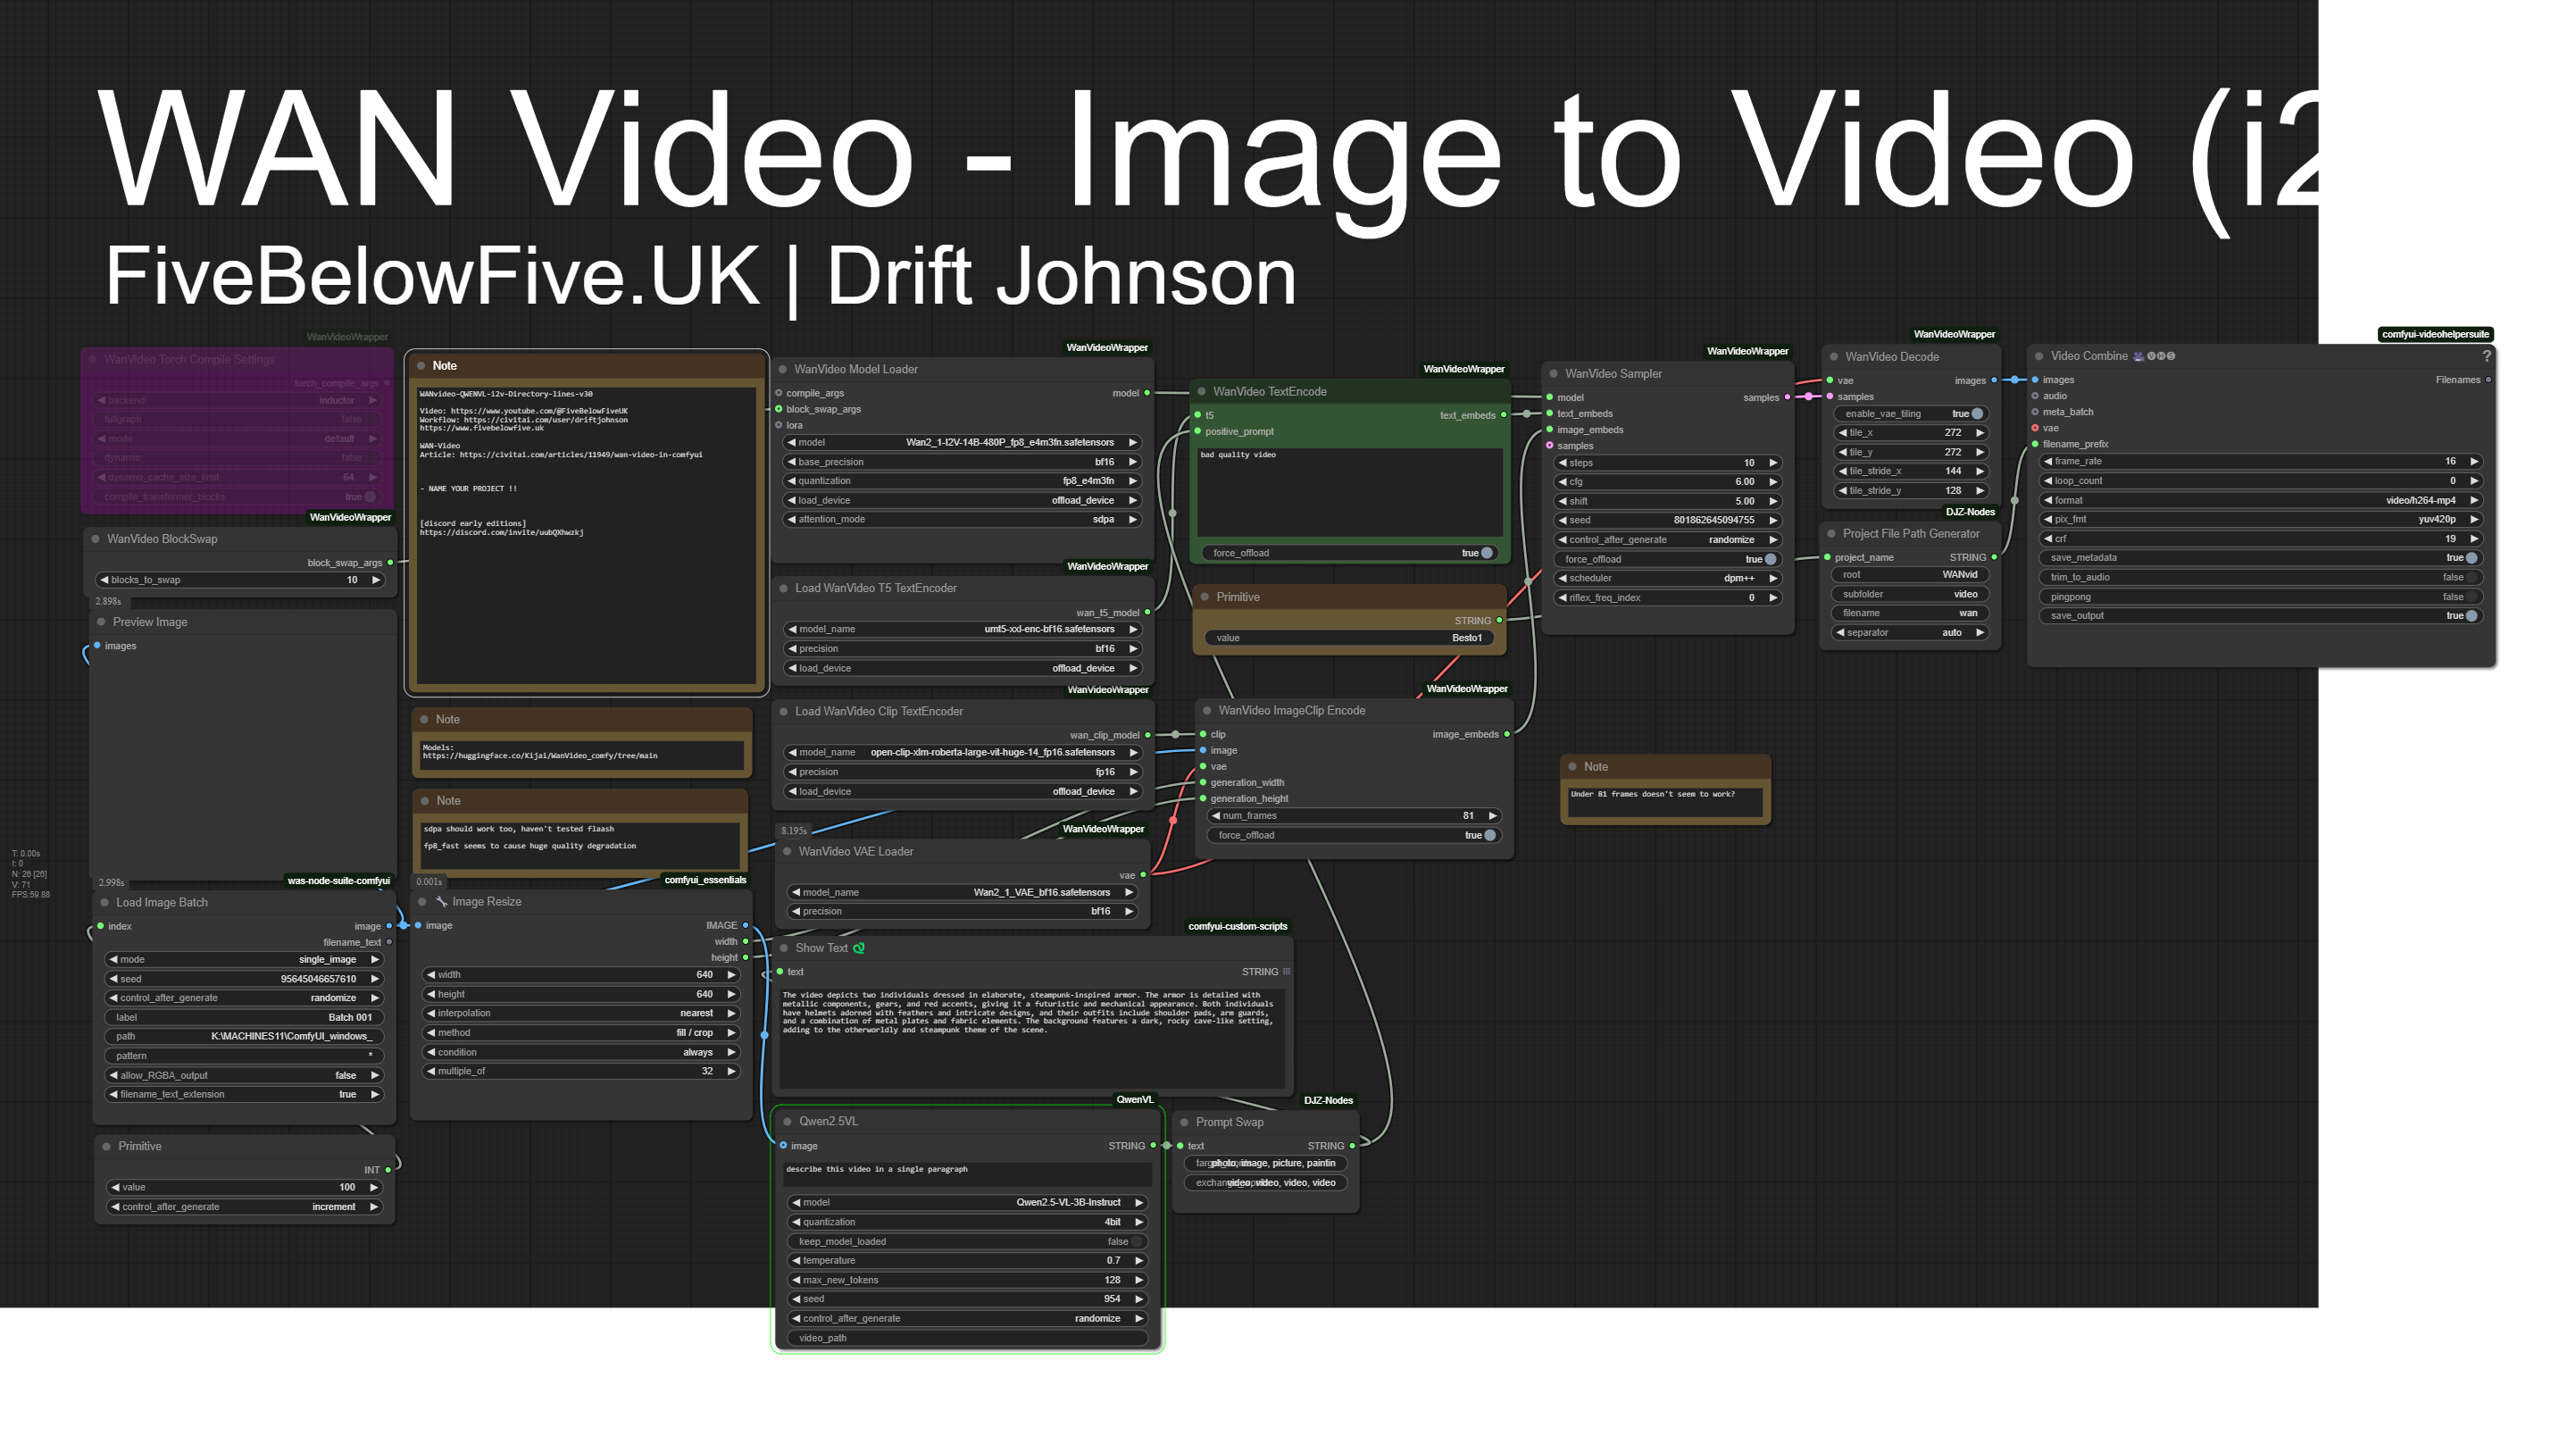 WAN Video - Image to Video (i2
FiveBelowFive.UK | Drift Johnson
WanVideoWrapper
WanVideo Torch Compile Settings
torch_compile_args
backend inductor
fullgraph false
mode default
dynamic false
dynamo_cache_size_limit 64
compile_transformer_blocks true
WanVideoWrapper
WanVideo BlockSwap
block_swap_args
blocks_to_swap 10
2.898s
Preview Image
images
T: 0.00s
I: 0
N: 26 [26]
V: 71
FPS:59.88
2.998s
was-node-suite-comfyui
Load Image Batch
index image
filename_text
mode single_image
seed 95645046657610
control_after_generate randomize
label Batch 001
path K:\MACHINES11\ComfyUI_windows_
pattern *
allow_RGBA_output false
filename_text_extension true
Primitive
INT
value 100
control_after_generate increment
Note
WANvideo-QWENVL-i2v-Directory-lines-v30
Video: https://www.youtube.com/@FiveBelowFiveUK
Workflow: https://civitai.com/user/driftjohnson
https://www.fivebelowfive.uk
WAN-Video
Article: https://civitai.com/articles/11949/wan-video-in-comfyui
- NAME YOUR PROJECT !!
[discord early editions]
https://discord.com/invite/uubQXhwzkj
Note
Models:
https://huggingface.co/Kijai/WanVideo_comfy/tree/main
Note
sdpa should work too, haven't tested flaash
fp8_fast seems to cause huge quality degradation
0.001s
comfyui_essentials
Image Resize
image IMAGE
width
height
width 640
height 640
interpolation nearest
method fill / crop
condition always
multiple_of 32
WanVideoWrapper
WanVideo Model Loader
compile_args model
block_swap_args
lora
model Wan2_1-I2V-14B-480P_fp8_e4m3fn.safetensors
base_precision bf16
quantization fp8_e4m3fn
load_device offload_device
attention_mode sdpa
WanVideoWrapper
Load WanVideo T5 TextEncoder
wan_t5_model
model_name umt5-xxl-enc-bf16.safetensors
precision bf16
load_device offload_device
WanVideoWrapper
Load WanVideo Clip TextEncoder
wan_clip_model
model_name open-clip-xlm-roberta-large-vit-huge-14_fp16.safetensors
precision fp16
load_device offload_device
8.195s
WanVideoWrapper
WanVideo VAE Loader
vae
model_name Wan2_1_VAE_bf16.safetensors
precision bf16
comfyui-custom-scripts
Show Text
text STRING
The video depicts two individuals dressed in elaborate, steampunk-inspired armor. The armor is detailed with
metallic components, gears, and red accents, giving it a futuristic and mechanical appearance. Both individuals
have helmets adorned with feathers and intricate designs, and their outfits include shoulder pads, arm guards,
and a combination of metal plates and fabric elements. The background features a dark, rocky cave-like setting,
adding to the otherworldly and steampunk theme of the scene.
QwenVL
Qwen2.5VL
image STRING
describe this video in a single paragraph
model Qwen2.5-VL-3B-Instruct
quantization 4bit
keep_model_loaded false
temperature 0.7
max_new_tokens 128
seed 954
control_after_generate randomize
video_path
DJZ-Nodes
Prompt Swap
text STRING
photo, image, picture, paintin
video, video, video, video
WanVideoWrapper
WanVideo TextEncode
t5 text_embeds
positive_prompt
bad quality video
force_offload true
Primitive
STRING
value Besto1
WanVideoWrapper
WanVideo ImageClip Encode
clip image_embeds
image
vae
generation_width
generation_height
num_frames 81
force_offload true
WanVideoWrapper
WanVideo Sampler
model samples
text_embeds
image_embeds
samples
steps 10
cfg 6.00
shift 5.00
seed 801862645094755
control_after_generate randomize
force_offload true
scheduler dpm++
riflex_freq_index 0
Note
Under 81 frames doesn't seem to work?
WanVideoWrapper
WanVideo Decode
vae images
samples
enable_vae_tiling true
tile_x 272
tile_y 272
tile_stride_x 144
tile_stride_y 128
DJZ-Nodes
Project File Path Generator
project_name STRING
root WANvid
subfolder video
filename wan
separator auto
comfyui-videohelpersuite
Video Combine VHS ?
images Filenames
audio
meta_batch
vae
filename_prefix
frame_rate 16
loop_count 0
format video/h264-mp4
pix_fmt yuv420p
crf 19
save_metadata true
trim_to_audio false
pingpong false
save_output true